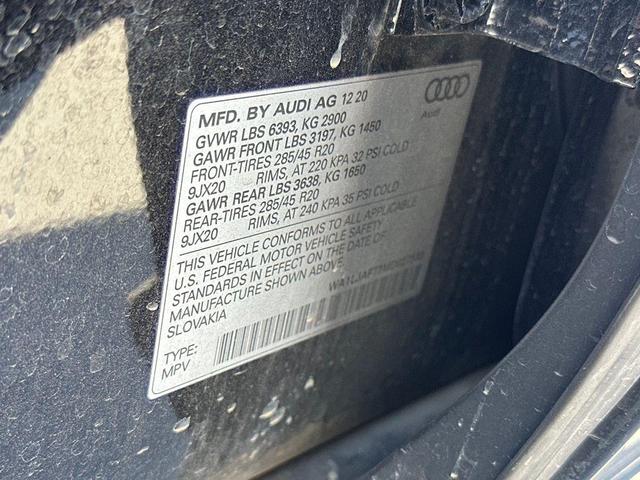 MFD. BY AUDI AG 12 20
GVWR LBS 6393, KG 2900
GAWR FRONT LBS 3197, KG 1450
FRONT-TIRES 285/45 R20
9JX20 RIMS, AT 220 KPA 32 PSI COLD
GAWR REAR LBS 3638, KG 1650
REAR-TIRES 285/45 R20
9JX20 RIMS, AT 240 KPA 35 PSI COLD
THIS VEHICLE CONFORMS TO ALL APPLICABLE
U.S. FEDERAL MOTOR VEHICLE SAFETY
STANDARDS IN EFFECT ON THE DATE OF
MANUFACTURE SHOWN ABOVE.
SLOVAKIA
TYPE:
MPV
Audi